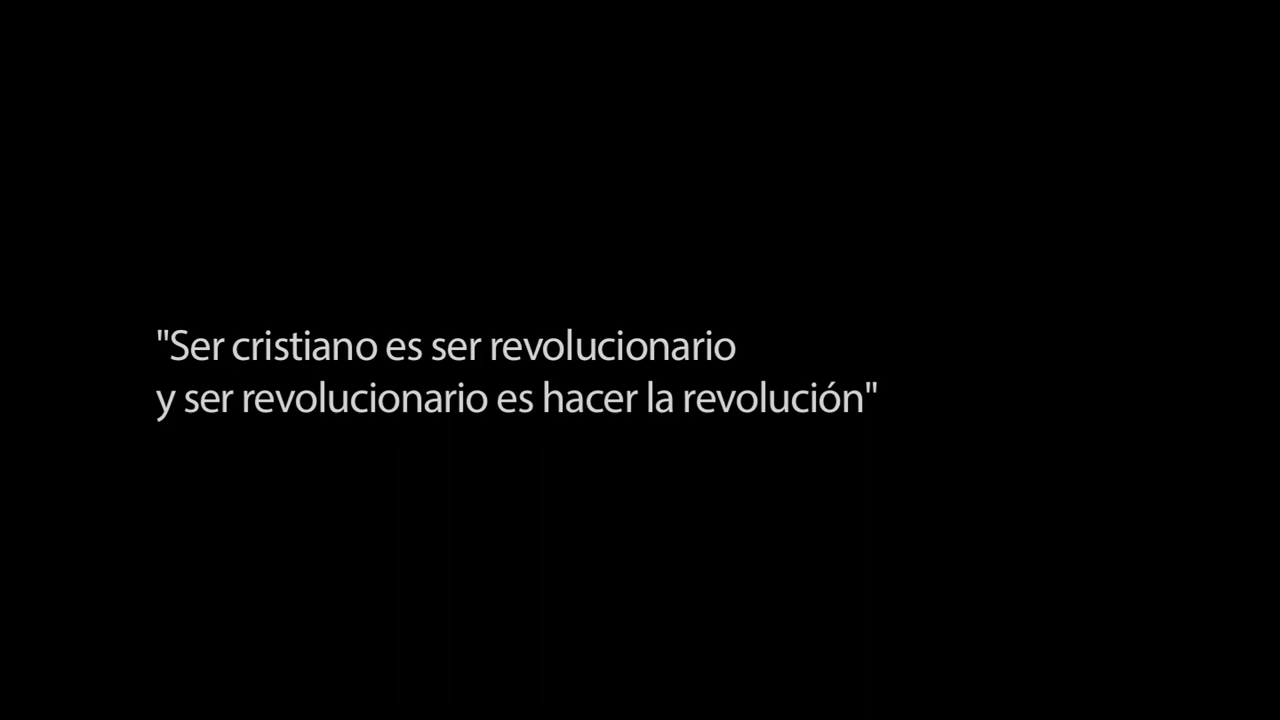 "Ser cristiano es ser revolucionario
y ser revolucionario es hacer la revolución"